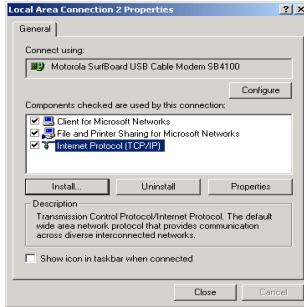 Local Area Connection 2 Properties
General
Connect using:
Motorola SurfBoard USB Cable Modem SB4100
Configure
Components checked are used by this connection:
Client for Microsoft Networks
File and Printer Sharing for Microsoft Networks
Internet Protocol (TCP/IP)
Install...
Uninstall
Properties
Description
Transmission Control Protocol/Internet Protocol. The default
wide area network protocol that provides communication
across diverse interconnected networks.
Show icon in taskbar when connected
Close
Cancel